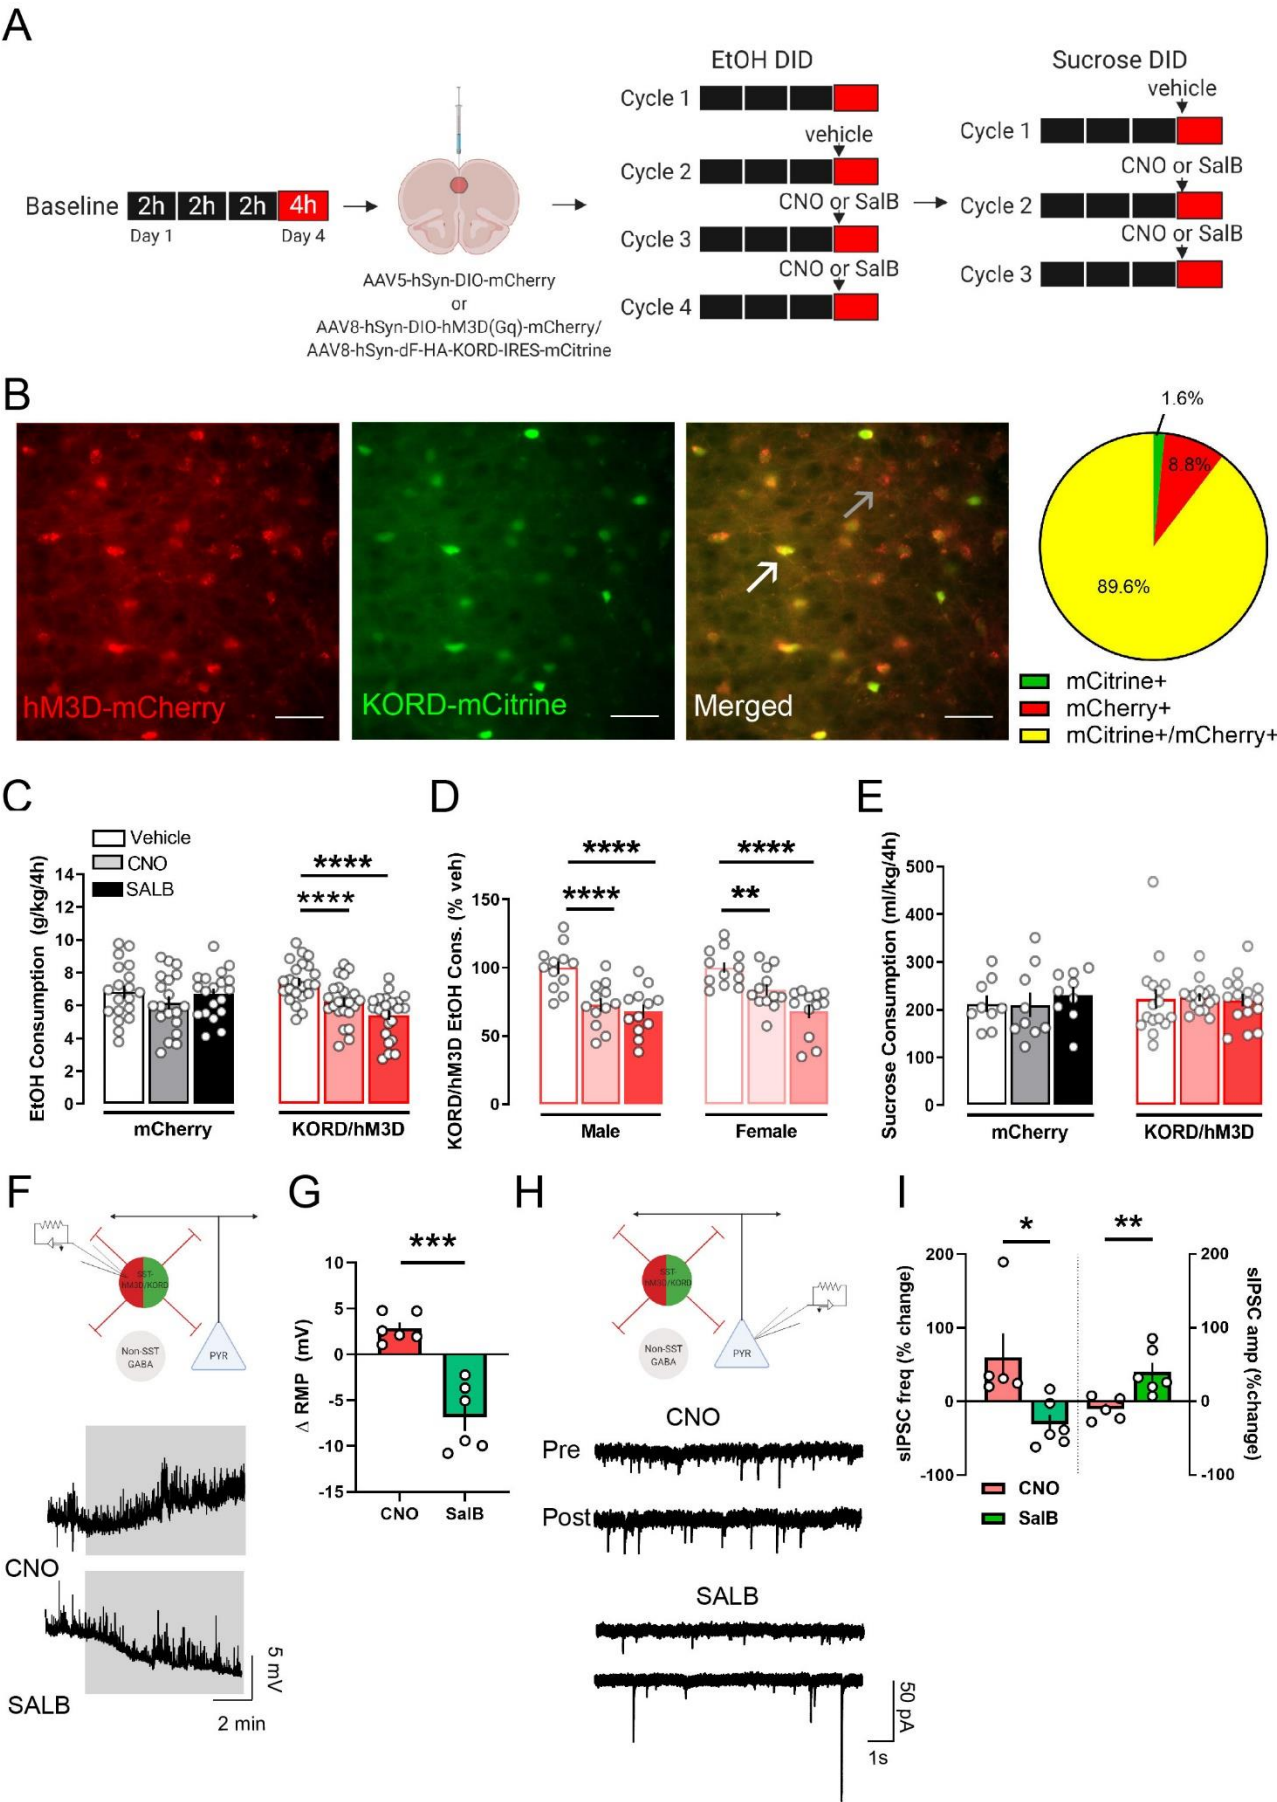 A
EtOH DID
Sucrose DID
Baseline 2h 2h 2h 4h
Day 1 Day 4
AAV5-hSyn-DIO-mCherry
or
AAV8-hSyn-DIO-hM3D(Gq)-mCherry/
AAV8-hSyn-dF-HA-KORD-IRES-mCitrine
Cycle 1
vehicle
Cycle 2
CNO or SalB
Cycle 3
CNO or SalB
Cycle 4
vehicle
Cycle 1
CNO or SalB
Cycle 2
CNO or SalB
Cycle 3
B
hM3D-mCherry
KORD-mCitrine
Merged
1.6%
8.8%
89.6%
mCitrine+
mCherry+
mCitrine+/mCherry+
C
Vehicle
CNO
SALB
EtOH Consumption (g/kg/4h)
14
12
10
8
6
4
2
0
****
****
mCherry KORD/hM3D
D
KORD/hM3D EtOH Cons. (% veh)
150
100
50
0
**** ****
**** **
Male Female
E
Sucrose Consumption (ml/kg/4h)
500
400
300
200
100
0
mCherry KORD/hM3D
F
SST-
hM3D/KORD
Non-SST
GABA
PYR
CNO
SALB
5 mV
2 min
G
Δ RMP (mV)
10
5
0
-5
-10
-15
***
CNO SalB
H
SST-
hM3D/KORD
Non-SST
GABA
PYR
CNO
Pre
Post
SALB
50 pA
1s
I
sIPSC freq (% change)
200
100
0
-100
* **
200
100
0
-100
sIPSC amp (%change)
CNO
SalB